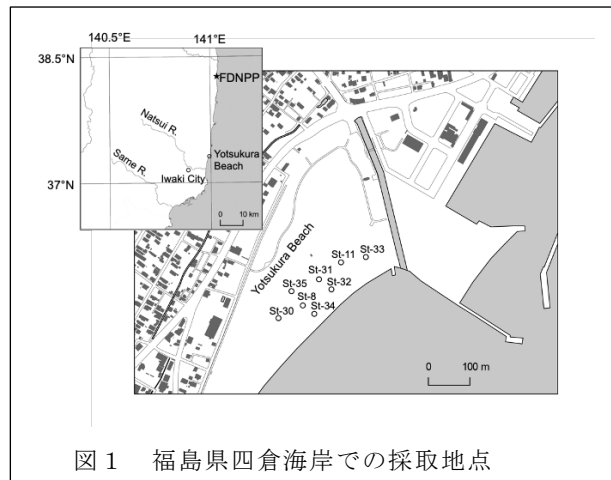 140.5°E
141°E
38.5°N
★FDNPP
Natsui R.
Yotsukura
Beach
Same R.
Iwaki City
37°N
0 10 km
Yotsukura Beach
St-33
St-11
St-31
St-32
St-35
St-8
St-34
St-30
0 100 m
図１ 福島県四倉海岸での採取地点